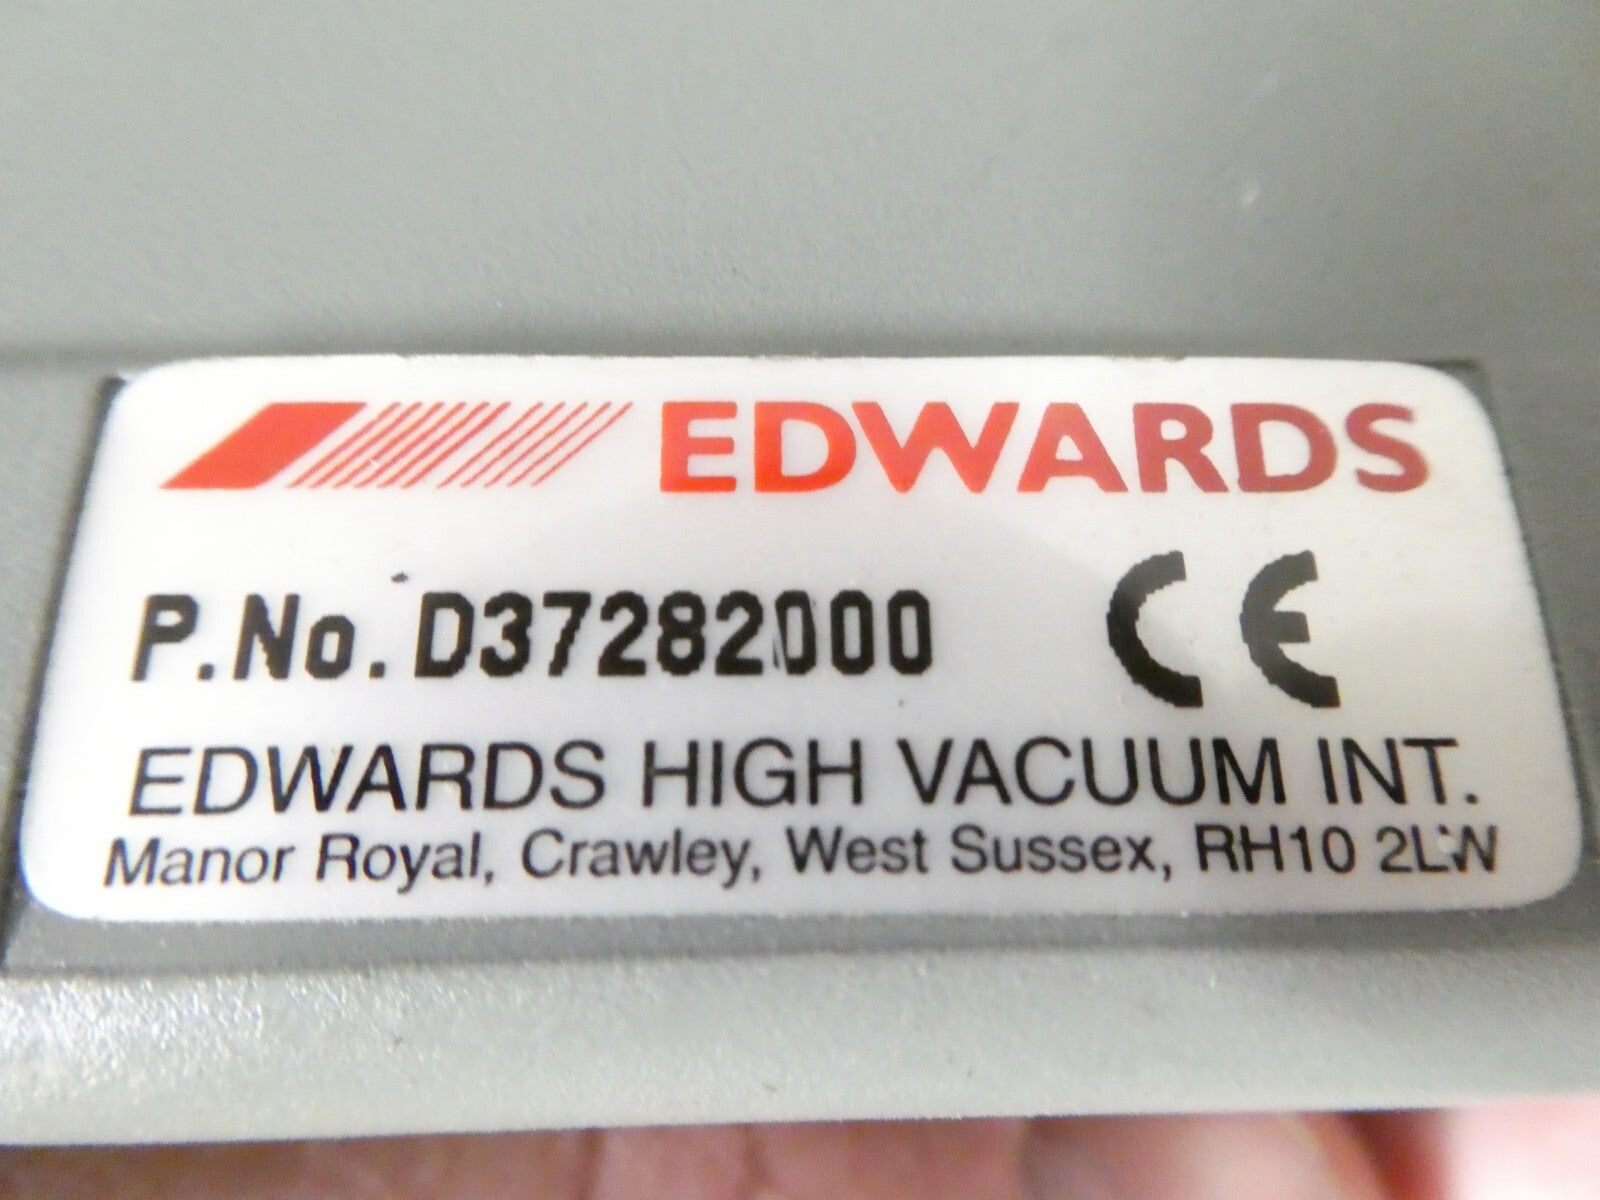 EDWARDS
P.No. D37282000 CE
EDWARDS HIGH VACUUM INT.
Manor Royal, Crawley, West Sussex, RH10 2LW